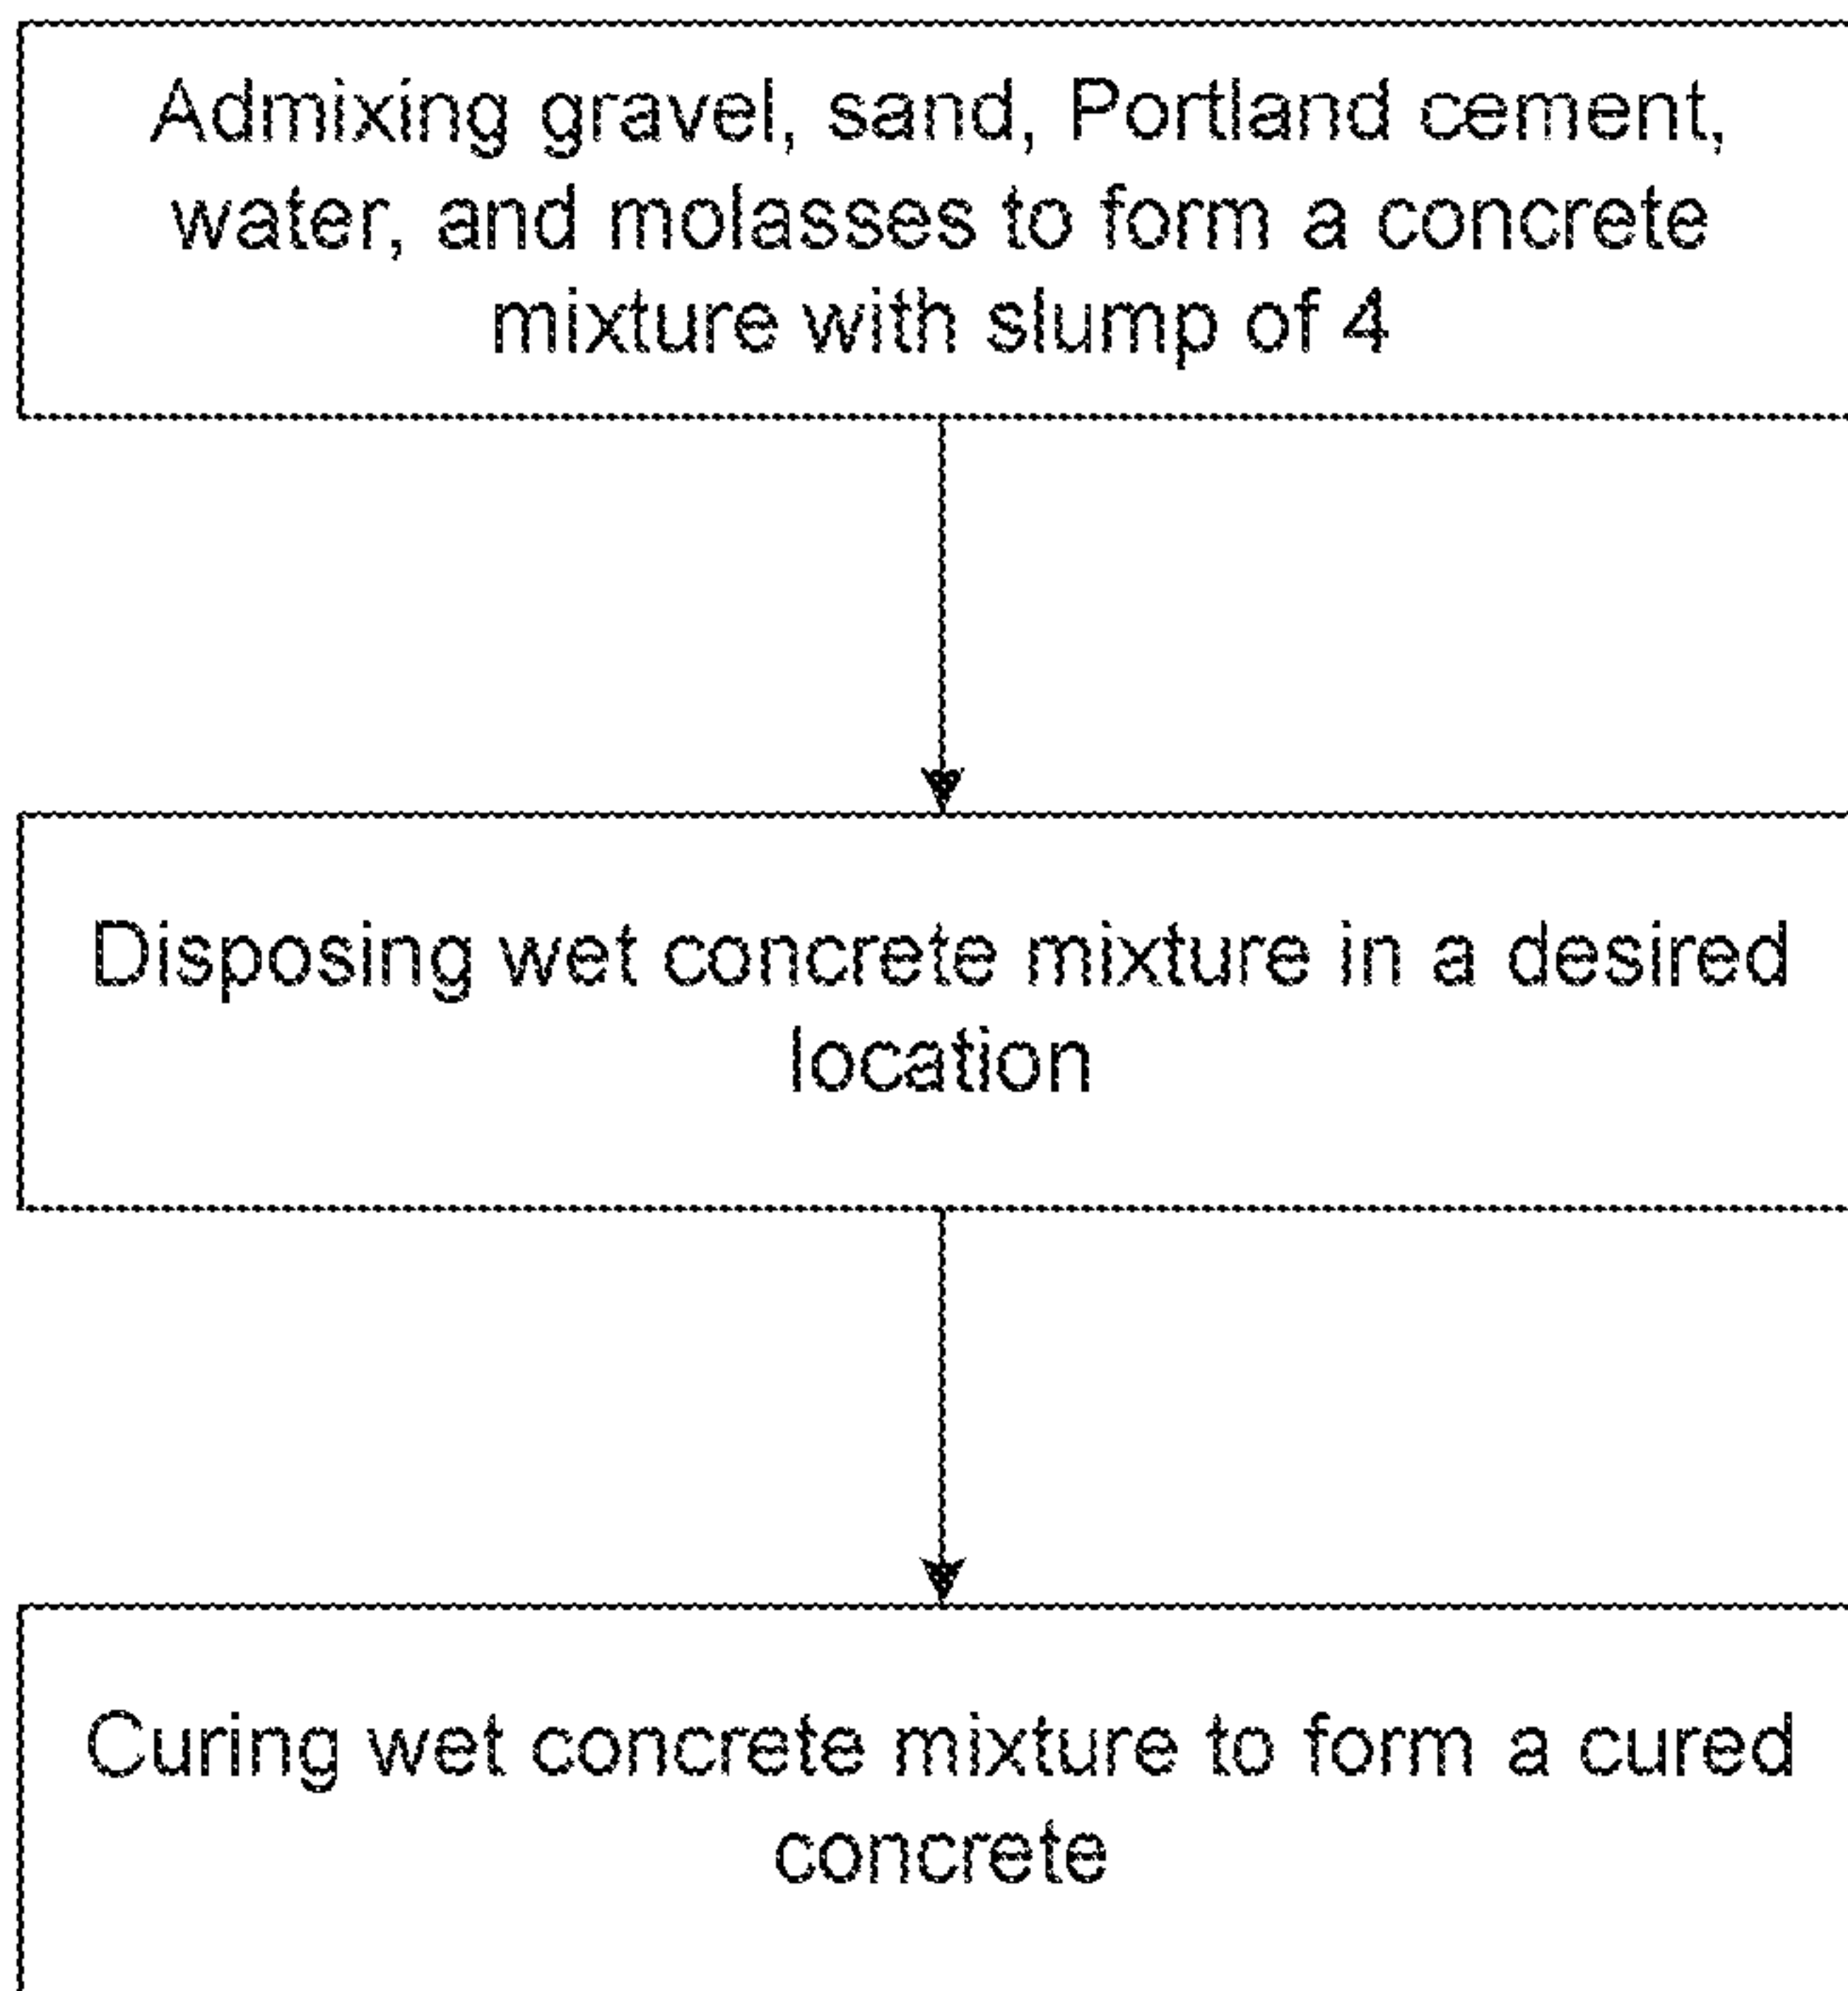 Admixing gravel, sand, Portland cement,
water, and molasses to form a concrete
mixture with slump of 4
Disposing wet concrete mixture in a desired
location
Curing wet concrete mixture to form a cured
concrete